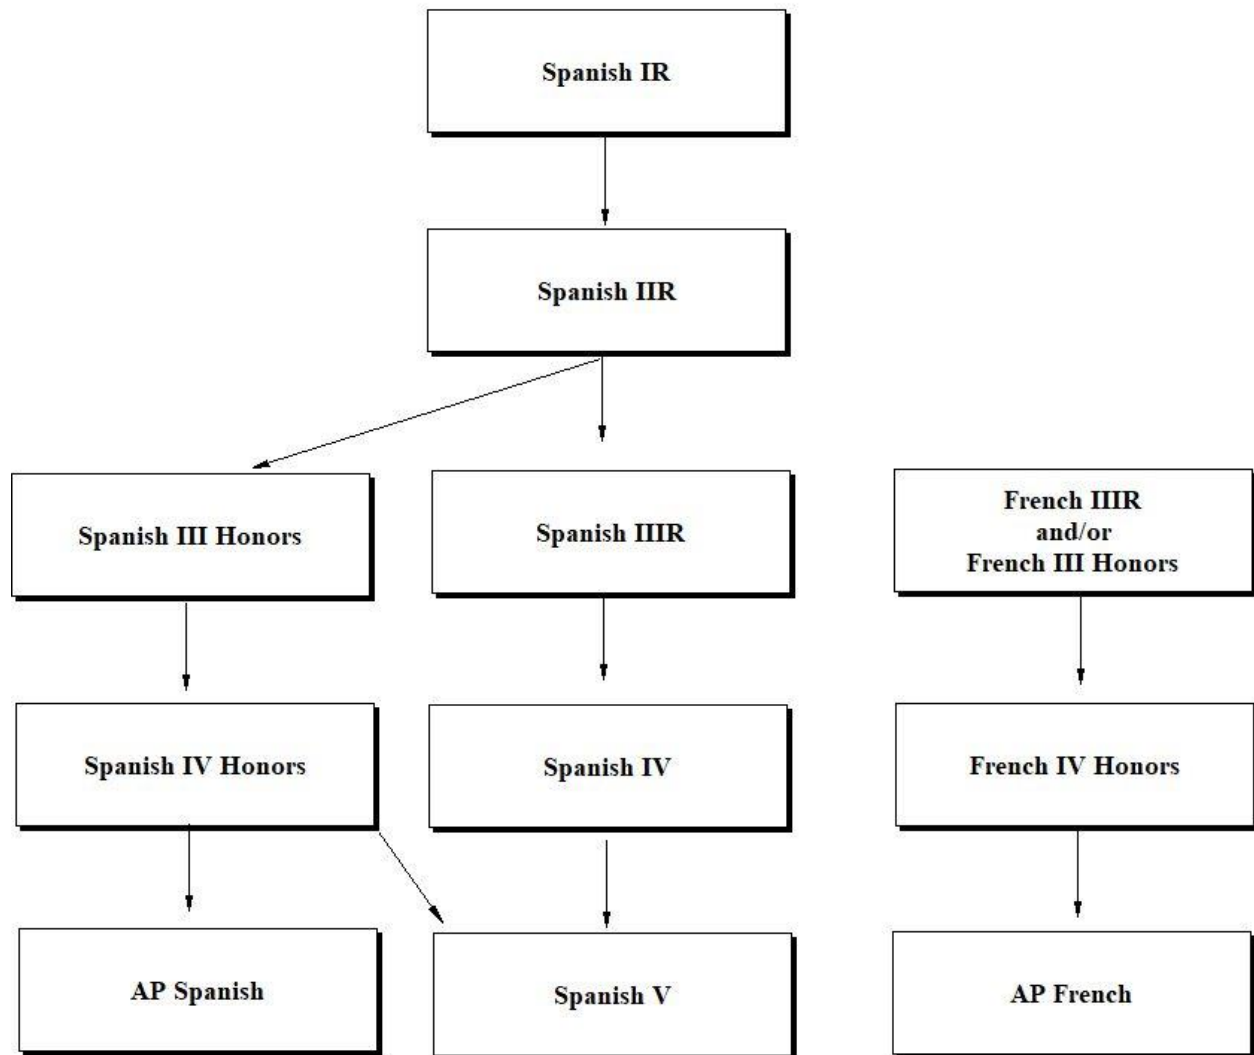 Spanish IR
Spanish IIR
Spanish III Honors
Spanish IIIR
French IIIR
and/or
French III Honors
Spanish IV Honors
Spanish IV
French IV Honors
AP Spanish
Spanish V
AP French